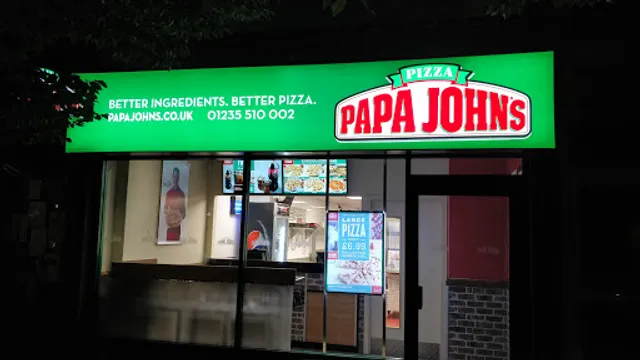 BETTER INGREDIENTS. BETTER PIZZA.
PAPAJOHNS.CO.UK 01235 510 002
PIZZA
PAPA JOHNS
LARGE
PIZZA
£6.99